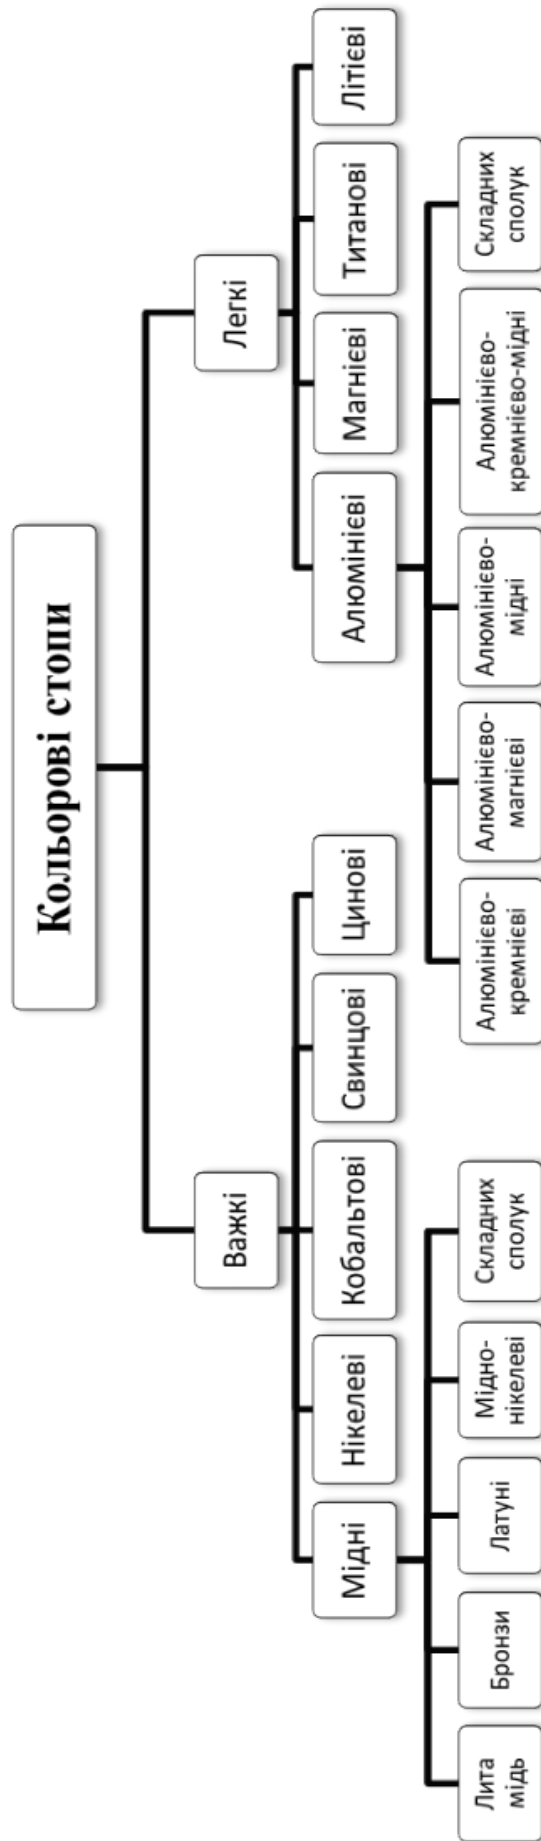 Кольорові стопи
Важкі
Легкі
Мідні
Нікелеві
Кобальтові
Свинцові
Цинові
Алюмінієві
Магнієві
Титанові
Літієві
Лита
мідь
Бронзи
Латуні
Мідно-
нікелеві
Складних
сполук
Алюмінієво-
кремнієві
Алюмінієво-
магнієві
Алюмінієво-
мідні
Алюмінієво-
кремнієво-мідні
Складних
сполук